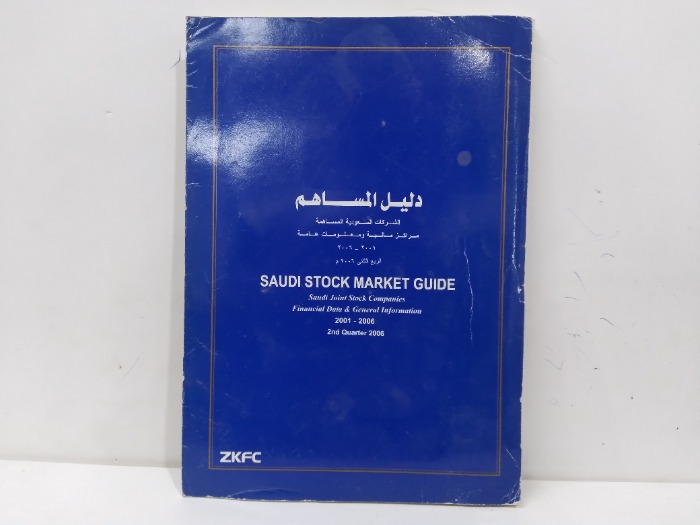 دليل المساهم
الشركات السعودية المساهمة
مراكز مالية ومعلومات عامة
٢٠٠١ - ٢٠٠٦
الربع الثاني ٢٠٠٦ م
SAUDI STOCK MARKET GUIDE
Saudi Joint Stock Companies
Financial Data & General Information
2001 - 2006
2nd Quarter 2006
ZKFC